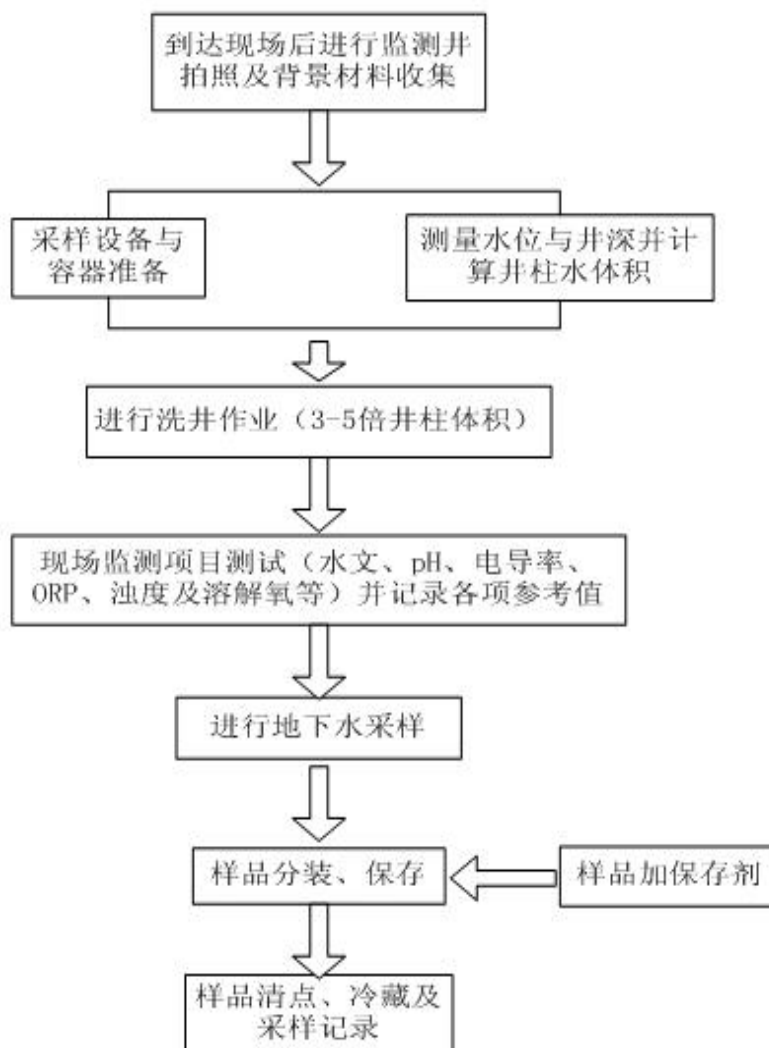 到达现场后进行监测井
拍照及背景材料收集
采样设备与
容器准备
测量水位与井深并计
算井柱水体积
进行洗井作业（3-5倍井柱体积）
现场监测项目测试（水文、pH、电导率、
ORP、浊度及溶解氧等）并记录各项参考值
进行地下水采样
样品分装、保存
样品加保存剂
样品清点、冷藏及
采样记录